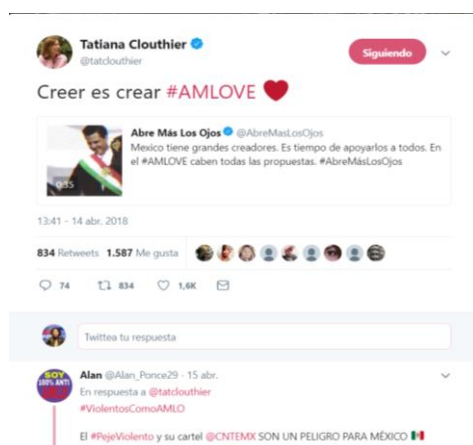 Tatiana Clouthier
Siguiendo
@tatclouthier
Creer es crear #AMLOVE ❤
Abre Más Los Ojos @AbreMasLosOjos
Mexico tiene grandes creadores. Es tiempo de apoyarlos a todos. En
el #AMLOVE caben todas las propuestas. #AbreMásLosOjos
0:35
13:41 - 14 abr. 2018
834 Retweets 1.587 Me gusta
74 834 1,6K
Twittea tu respuesta
SOY
100% ANTI
Alan @Alan_Ponce29 · 15 abr.
En respuesta a @tatclouthier
#ViolentosComoAMLO
El #PejeViolento y su cartel @CNTEMX SON UN PELIGRO PARA MÉXICO 🇲🇽